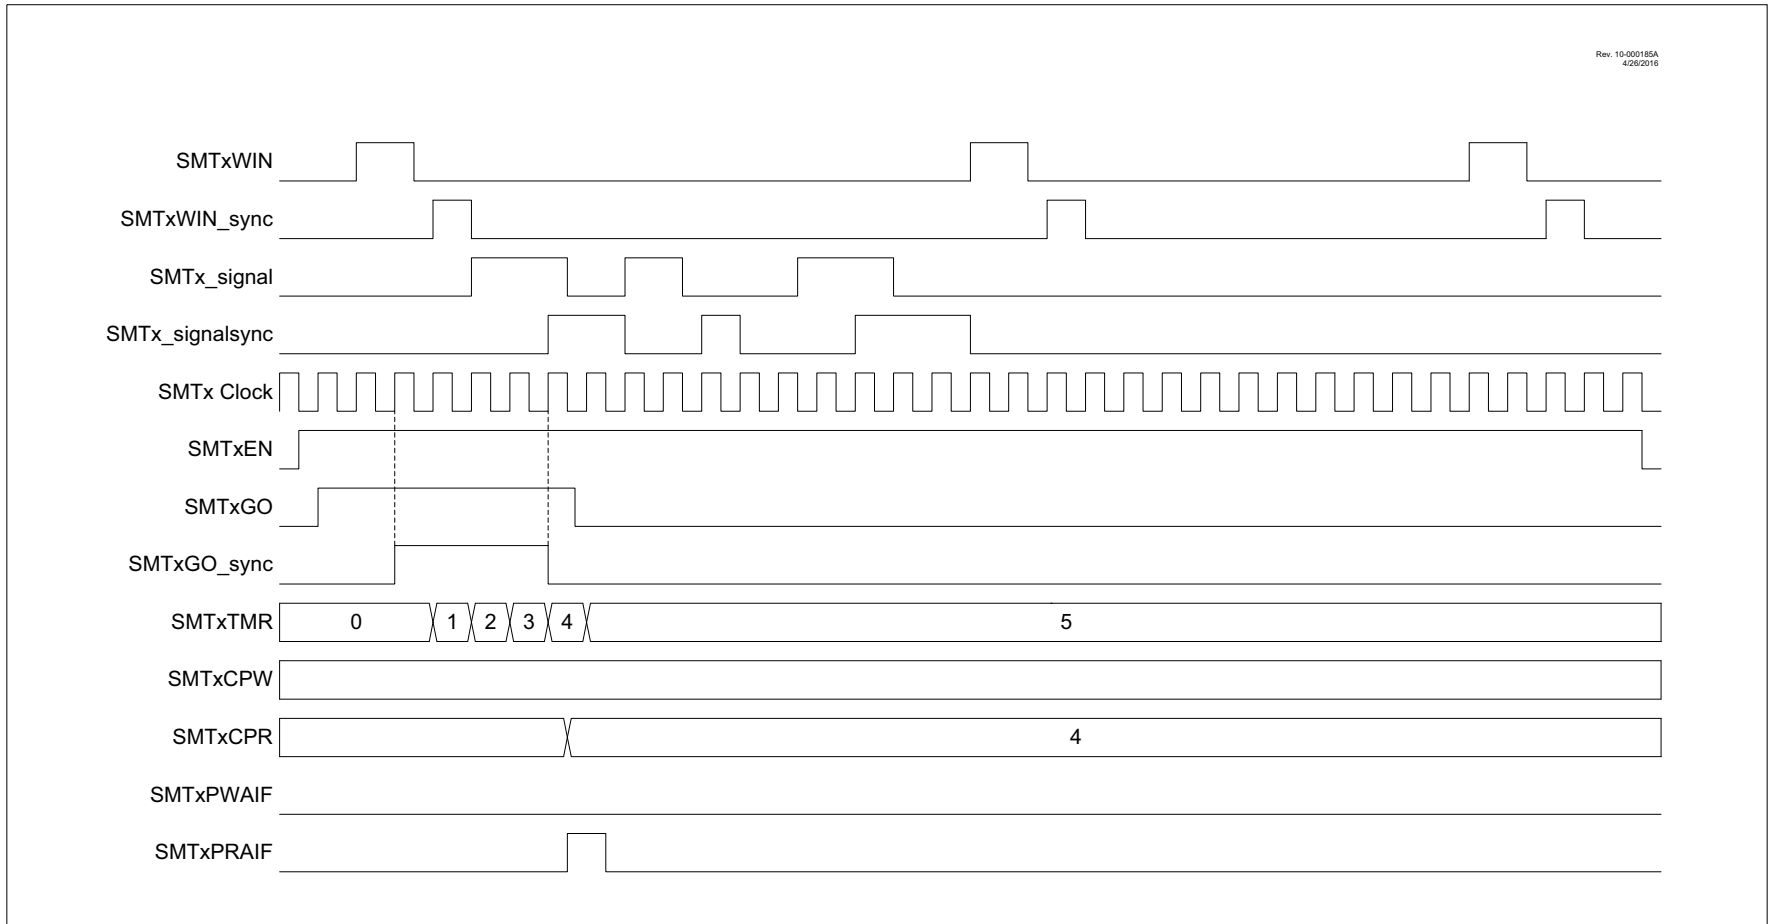 Rev. 10-000185A
4/26/2016
SMTxWIN
SMTxWIN_sync
SMTx_signal
SMTx_signalsync
SMTx Clock
SMTxEN
SMTxGO
SMTxGO_sync
SMTxTMR 0 1 2 3 4 5
SMTxCPW
SMTxCPR 4
SMTxPWAIF
SMTxPRAIF